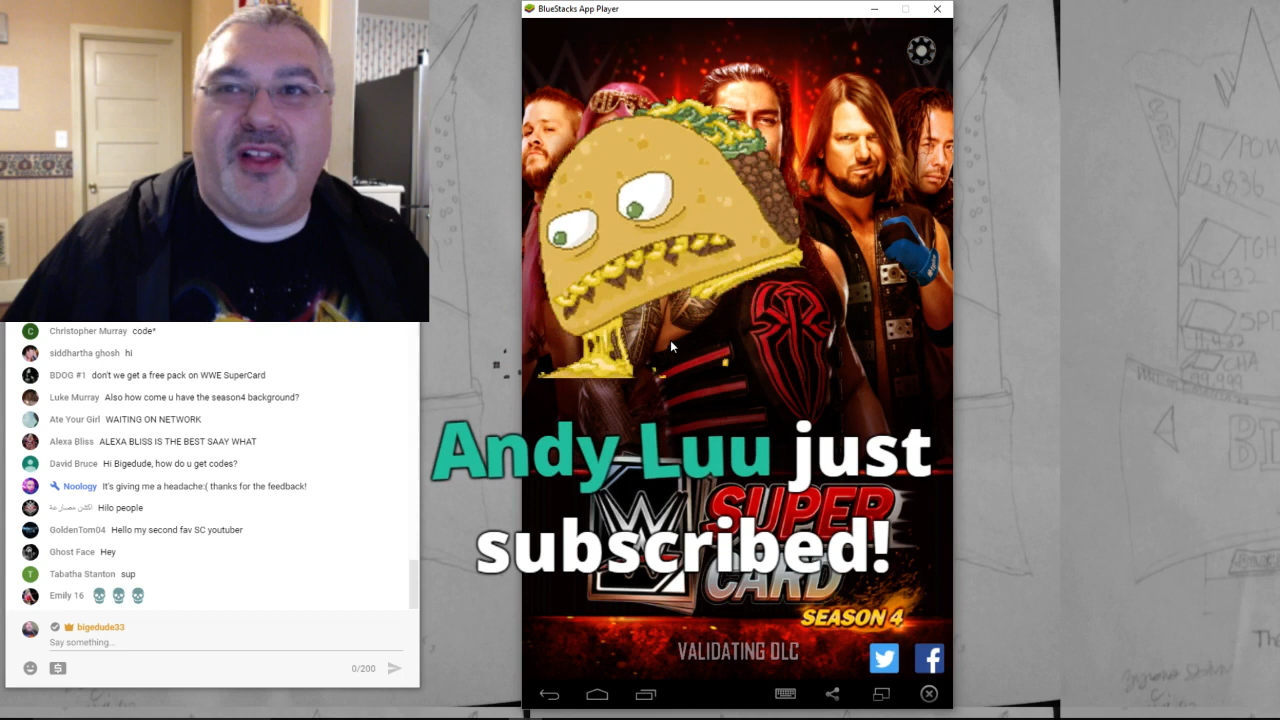 BlueStacks App Player
Christopher Murray code*
siddhartha ghosh hi
BDOG #1 don't we get a free pack on WWE SuperCard
Luke Murray Also how come u have the season4 background?
Ate Your Girl WAITING ON NETWORK
Alexa Bliss ALEXA BLISS IS THE BEST SAAY WHAT
David Bruce Hi Bigedude, how do u get codes?
Noology It's giving me a headache:( thanks for the feedback!
اكشن مصارعة Hilo people
GoldenTom04 Hello my second fav SC youtuber
Ghost Face Hey
T Tabatha Stanton sup
Emily 16
bigedude33
Say something...
0/200
Andy Luu just
subscribed!
SUPER
CARD
SEASON 4
VALIDATING DLC
11,932